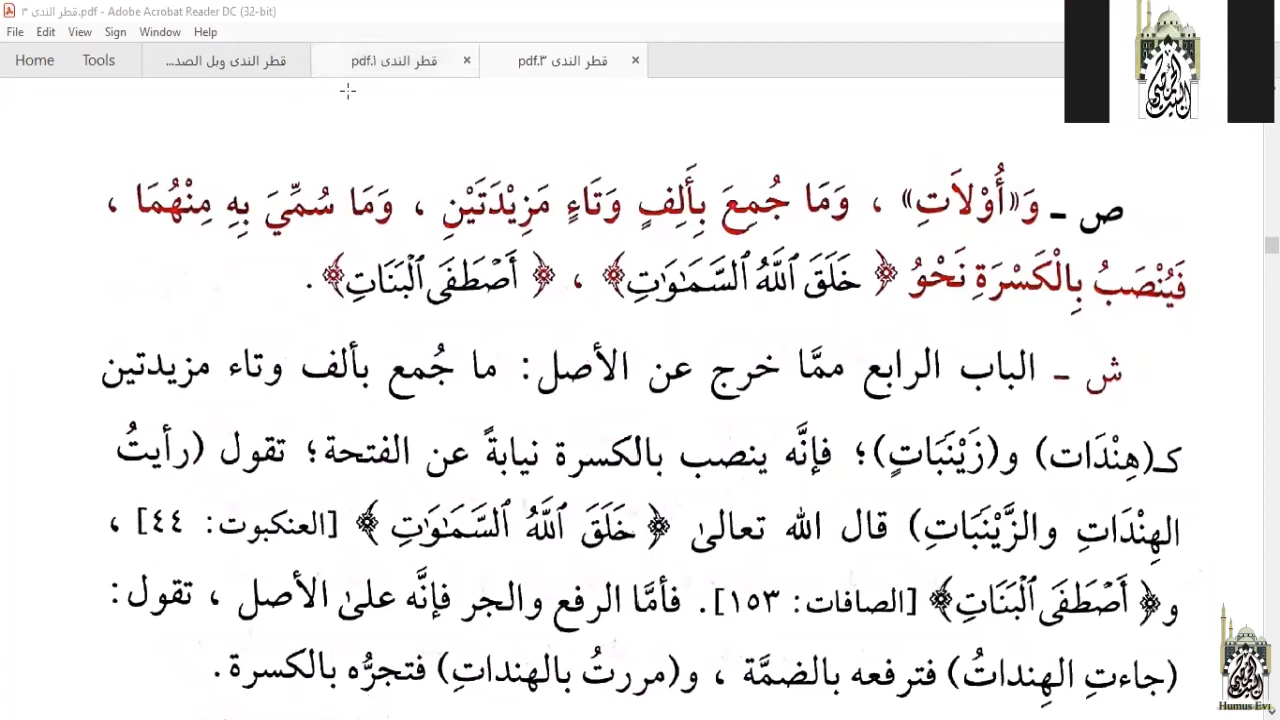 قطر الندى ٣.pdf - Adobe Acrobat Reader DC (32-bit)
File Edit View Sign Window Help
Home Tools قطر الندى وبل الصد... قطر الندى ١.pdf × قطر الندى ٣.pdf ×
ص ـ وَ«أُوْلاَتِ» ، وَمَا جُمِعَ بِأَلِفٍ وَتَاءٍ مَزِيْدَتَيْنِ ، وَمَا سُمِّيَ بِهِ مِنْهُمَا ،
فَيُنْصَبُ بِالْكَسْرَةِ نَحْوُ ﴿ خَلَقَ ٱللَّهُ ٱلسَّمَٰوَٰتِ﴾ ، ﴿ أَصْطَفَى ٱلْبَنَاتِ﴾ .
ش ـ الباب الرابع ممَّا خرج عن الأصل: ما جُمع بألف وتاء مزيدتين
كـ(هِنْدَات) و(زَيْنَبَاتٍ)؛ فإنَّه ينصب بالكسرة نيابةً عن الفتحة؛ تقول (رأيتُ
الهِنْدَاتِ والزَّيْنَبَاتِ) قال الله تعالىٰ ﴿ خَلَقَ ٱللَّهُ ٱلسَّمَٰوَٰتِ ﴾ [العنكبوت: ٤٤] ،
و﴿ أَصْطَفَى ٱلْبَنَاتِ﴾ [الصافات: ١٥٣]. فأمَّا الرفع والجر فإنَّه علىٰ الأصل ، تقول:
(جاءتِ الهِنداتُ) فترفعه بالضمَّة ، و(مررتُ بالهنداتِ) فتجرُّه بالكسرة.
Humus Evi